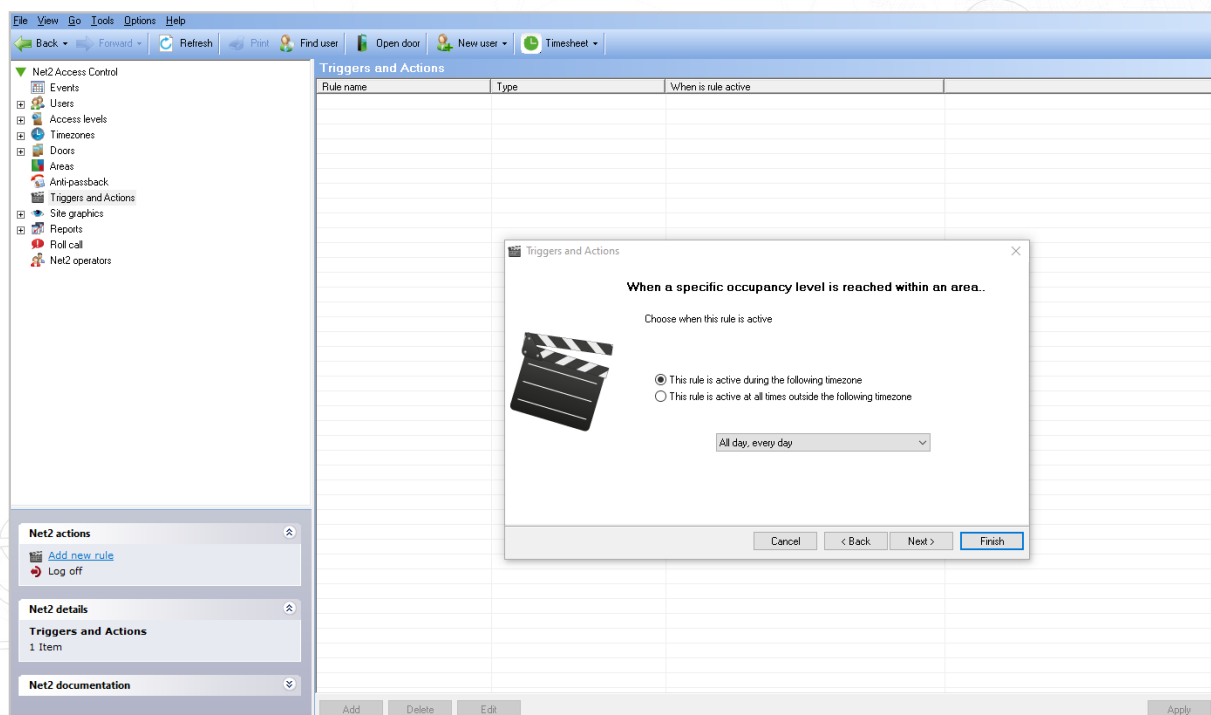 File View Go Tools Options Help
Back Forward Refresh Print Find user Open door New user Timesheet
Net2 Access Control
Events
Users
Access levels
Timezones
Doors
Areas
Anti-passback
Triggers and Actions
Site graphics
Reports
Roll call
Net2 operators
Net2 actions
Add new rule
Log off
Net2 details
Triggers and Actions
1 Item
Net2 documentation
Triggers and Actions
Rule name Type When is rule active
Triggers and Actions
When a specific occupancy level is reached within an area..
Choose when this rule is active
This rule is active during the following timezone
This rule is active at all times outside the following timezone
All day, every day
Cancel < Back Next > Finish
Add Delete Edit Apply